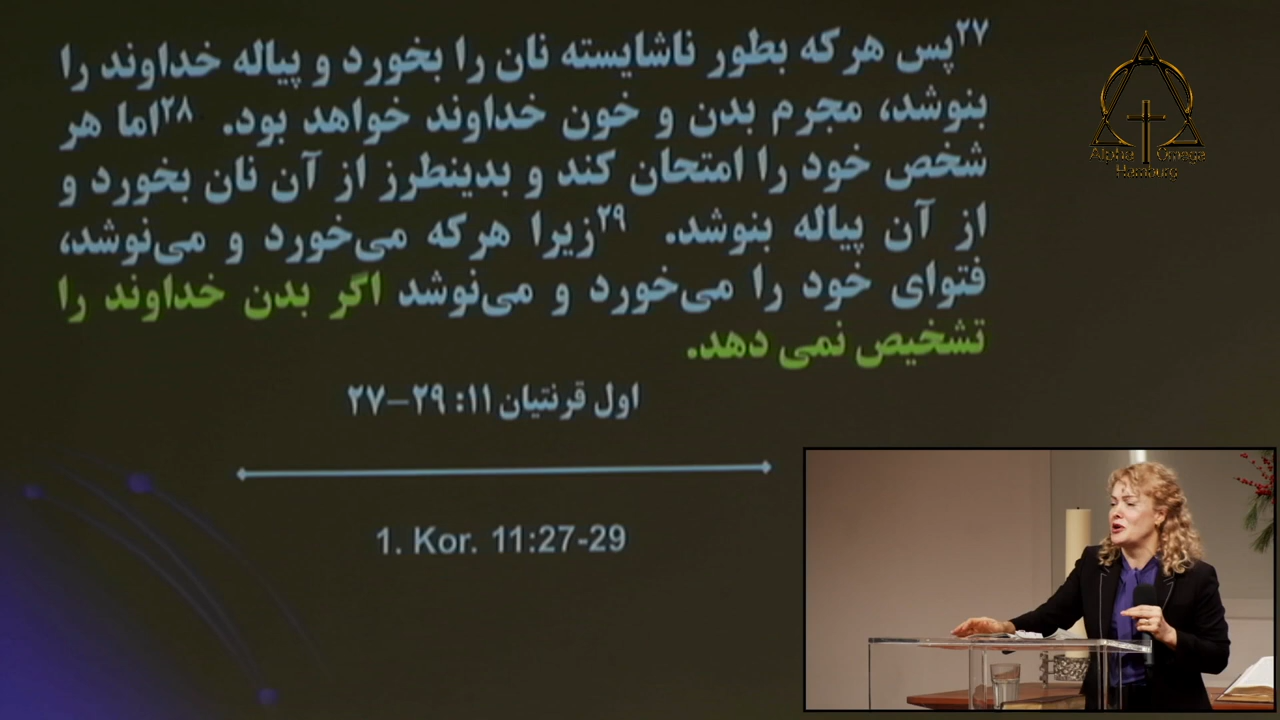 ۲۷پس هرکه بطور ناشایسته نان را بخورد و پیاله خداوند را
بنوشد، مجرم بدن و خون خداوند خواهد بود. ۲۸اما هر
شخص خود را امتحان کند و بدینطرز از آن نان بخورد و
از آن پیاله بنوشد. ۲۹زیرا هرکه می‌خورد و می‌نوشد،
فتوای خود را می‌خورد و می‌نوشد اگر بدن خداوند را
تشخیص نمی دهد.
اول قرنتیان ۱۱: ۲۹–۲۷
1. Kor. 11:27-29
Alpha Omega
Hamburg